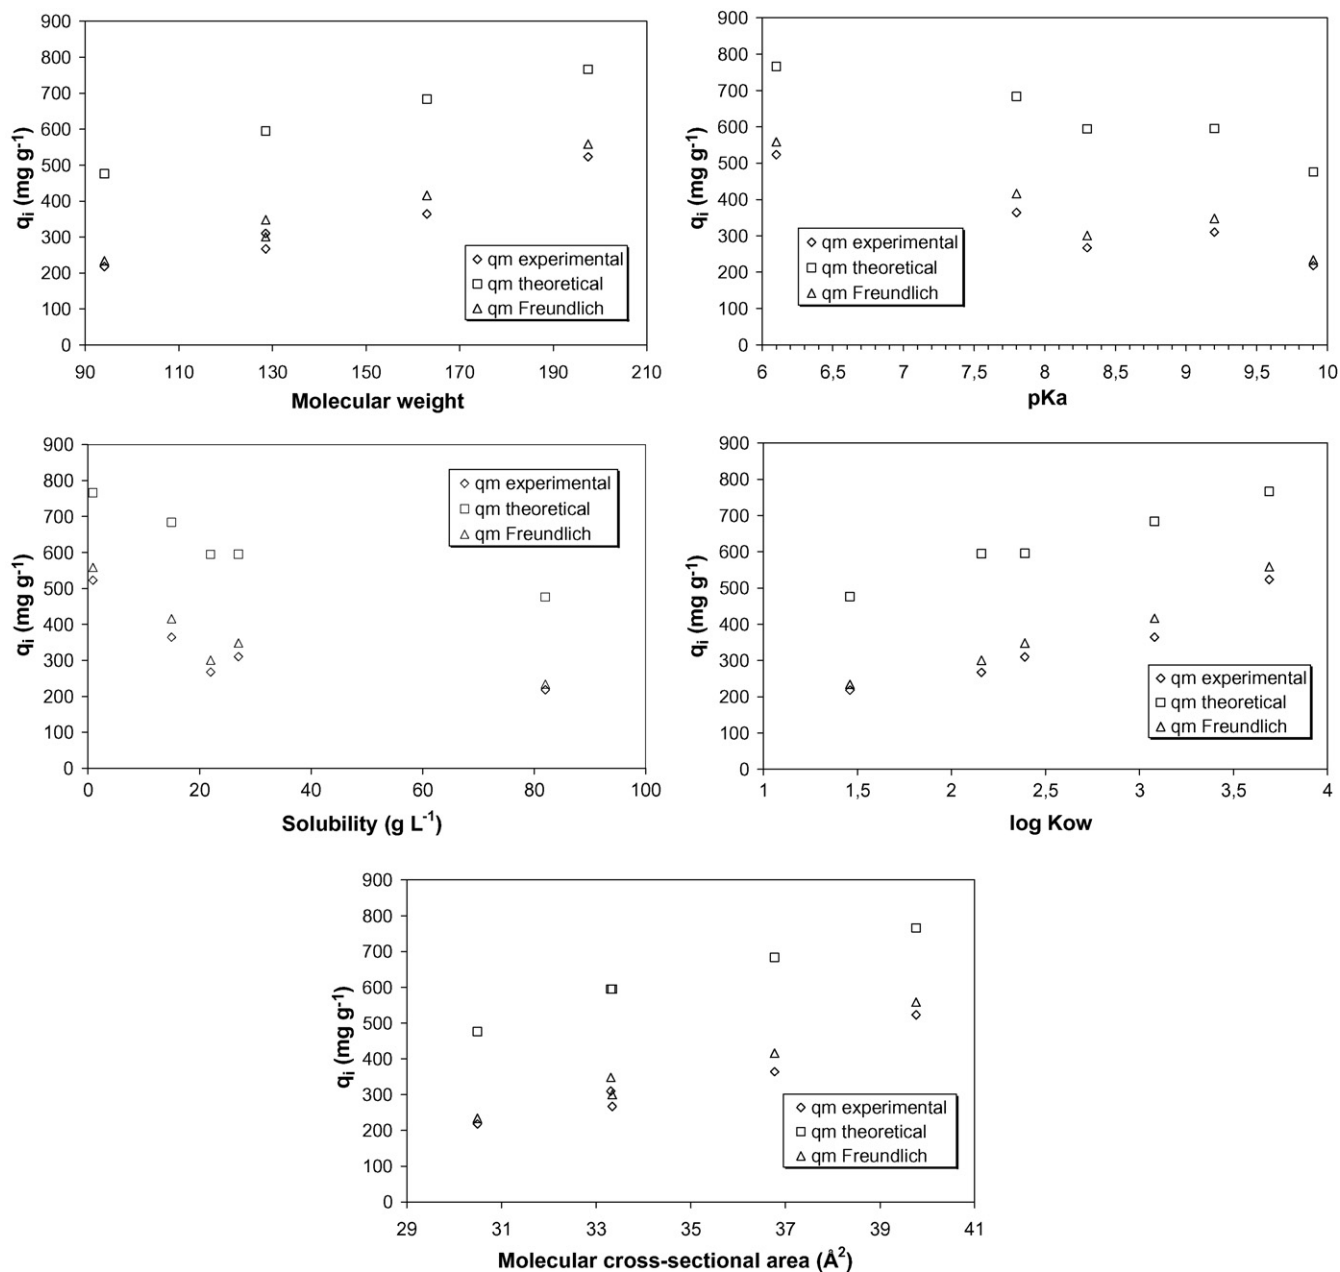 900
800
700
600
500
400
300
200
100
0
qi (mg g-1)
qm experimental
qm theoretical
qm Freundlich
90 110 130 150 170 190 210
Molecular weight
900
800
700
600
500
400
300
200
100
0
qi (mg g-1)
qm experimental
qm theoretical
qm Freundlich
6 6,5 7 7,5 8 8,5 9 9,5 10
pKa
900
800
700
600
500
400
300
200
100
0
qi (mg g-1)
qm experimental
qm theoretical
qm Freundlich
0 20 40 60 80 100
Solubility (g L-1)
900
800
700
600
500
400
300
200
100
0
qi (mg g-1)
qm experimental
qm theoretical
qm Freundlich
1 1,5 2 2,5 3 3,5 4
log Kow
900
800
700
600
500
400
300
200
100
0
qi (mg g-1)
qm experimental
qm theoretical
qm Freundlich
29 31 33 35 37 39 41
Molecular cross-sectional area (Å2)